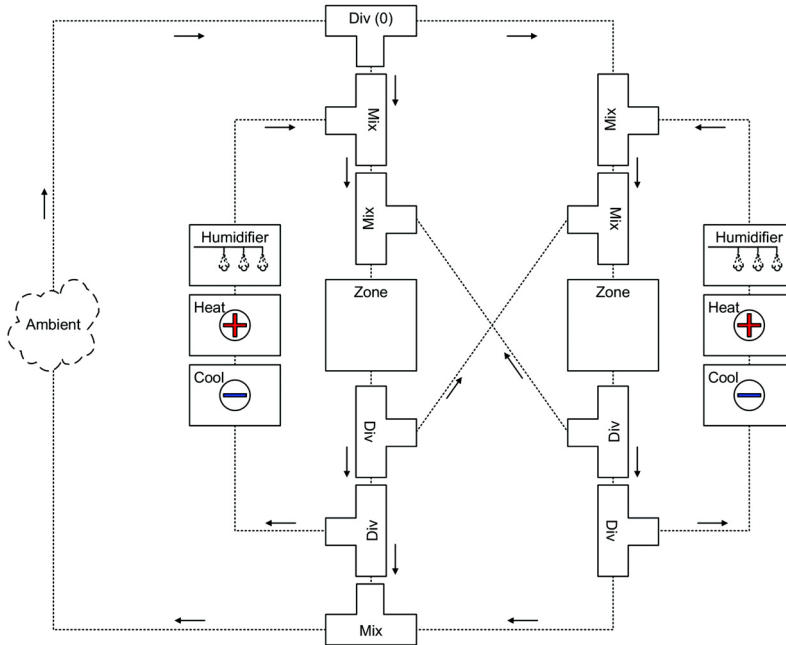 Div (0)
Mix
Mix
Mix
Mix
Humidifier
Humidifier
Zone
Zone
Heat
Heat
Ambient
Cool
Cool
Div
Div
Div
Div
Mix